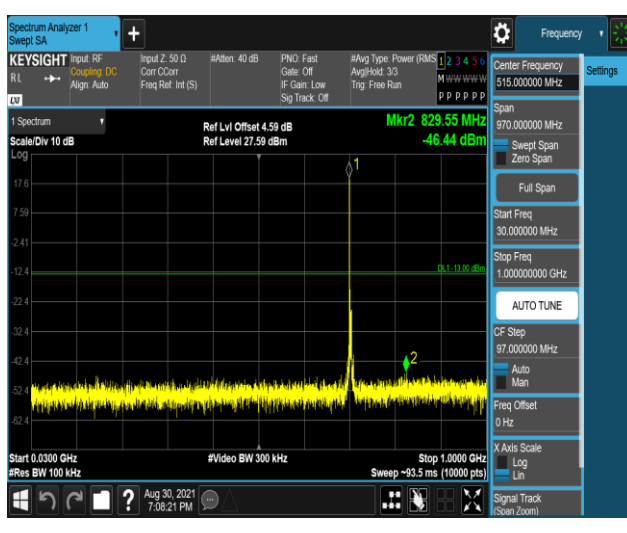 Spectrum Analyzer 1
Swept SA
+
Frequency
KEYSIGHT
RL
LXI
Input: RF
Coupling: DC
Align: Auto
Input Z: 50 Ω
Corr CCorr
Freq Ref: Int (S)
#Atten: 40 dB
PNO: Fast
Gate: Off
IF Gain: Low
Sig Track: Off
#Avg Type: Power (RMS
Avg|Hold: 3/3
Trig: Free Run
1 2 3 4 5 6
M W W W W W
P P P P P P
1 Spectrum
Scale/Div 10 dB
Log
Ref Lvl Offset 4.59 dB
Ref Level 27.59 dBm
Mkr2 829.55 MHz
-46.44 dBm
1
17.6
7.59
-2.41
-12.4
DL1 -13.00 dBm
-22.4
-32.4
-42.4
2
-52.4
-62.4
Start 0.0300 GHz
#Res BW 100 kHz
#Video BW 300 kHz
Stop 1.0000 GHz
Sweep ~93.5 ms (10000 pts)
?
Aug 30, 2021
7:08:21 PM
Center Frequency
515.000000 MHz
Settings
Span
970.000000 MHz
Swept Span
Zero Span
Full Span
Start Freq
30.000000 MHz
Stop Freq
1.000000000 GHz
AUTO TUNE
CF Step
97.000000 MHz
Auto
Man
Freq Offset
0 Hz
X Axis Scale
Log
Lin
Signal Track
(Span Zoom)